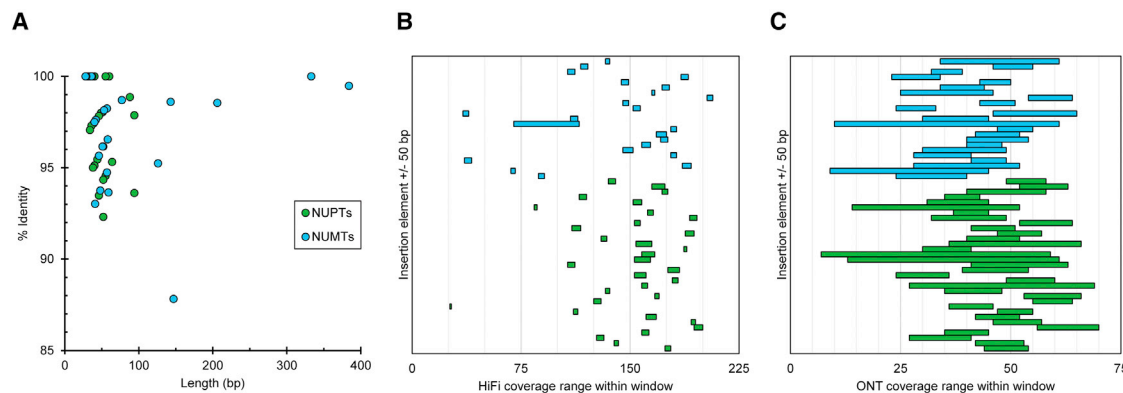 A
B
C
% Identity
100
95
90
85
0
100
200
300
400
Length (bp)
NUPTs
NUMTs
Insertion element +/- 50 bp
0
75
150
225
HiFi coverage range within window
Insertion element +/- 50 bp
0
25
50
75
ONT coverage range within window